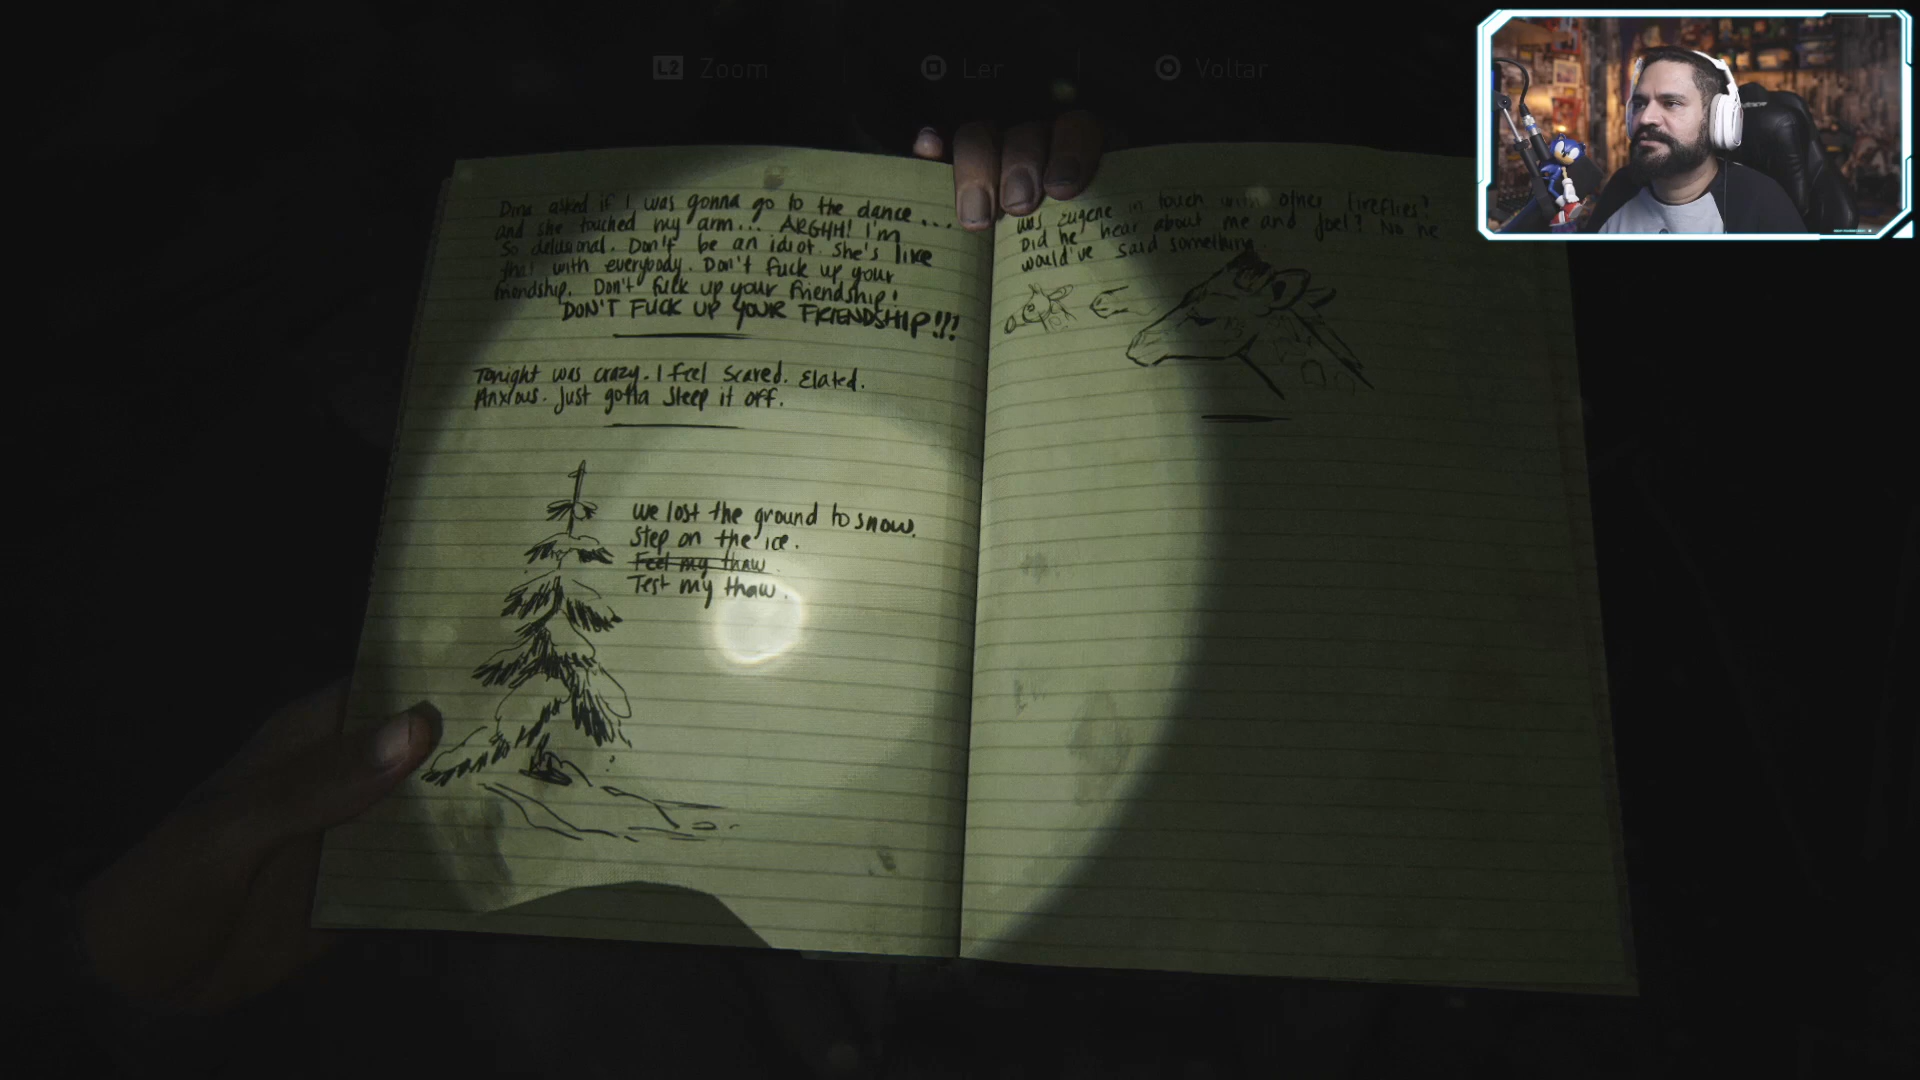 L2 Zoom
Ler
Voltar
Dina asked if I was gonna go to the dance...
and she touched my arm... ARGHH! I'm
so delusional. Don't be an idiot. She's like
that with everybody. Don't fuck up your
friendship. Don't fuck up your friendship!
DON'T FUCK UP YOUR FRIENDSHIP!!!
Tonight was crazy. I feel scared. Elated.
Anxious. Just gotta sleep it off.
We lost the ground to snow.
Step on the ice.
Feel my thaw
Test my thaw.
Was Eugene in touch with other fireflies?
Did he hear about me and Joel? No he
would've said something.